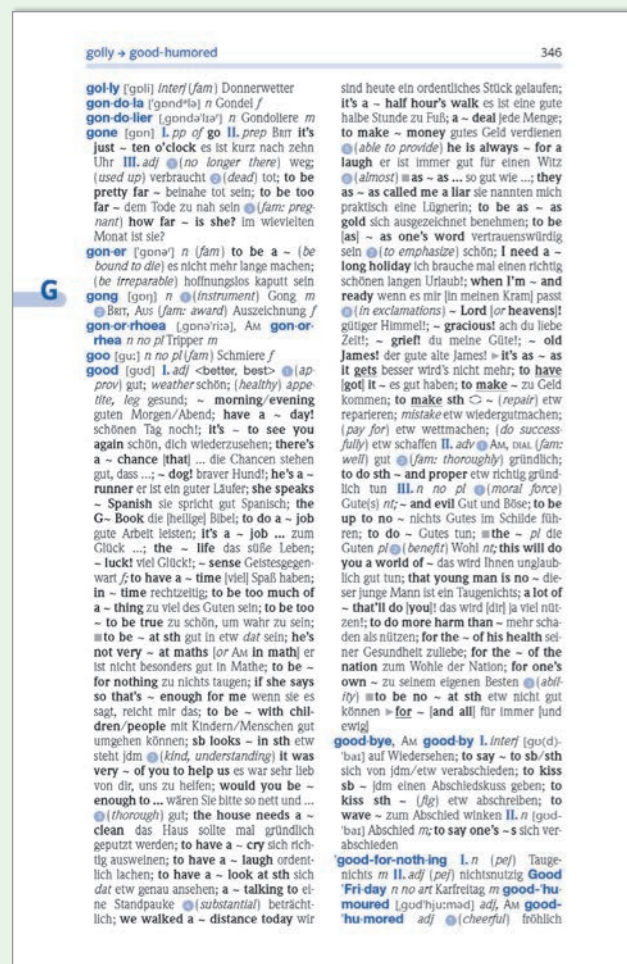 golly → good-humored 346
gol·ly ['gɒli] interj (fam) Donnerwetter
gon·do·la ['gɒndᵊlə] n Gondel f
gon·do·lier [ˌgɒndə'lɪəʳ] n Gondoliere m
gone [gɒn] I. pp of go II. prep BRIT it's
just ~ ten o'clock es ist kurz nach zehn
Uhr III. adj ① (no longer there) weg;
(used up) verbraucht ② (dead) tot; to be
pretty far ~ beinahe tot sein; to be too
far ~ dem Tode zu nah sein ③ (fam: preg-
nant) how far ~ is she? im wievielten
Monat ist sie?
gon·er ['gɒnəʳ] n (fam) to be a ~ (be
bound to die) es nicht mehr lange machen;
(be irreparable) hoffnungslos kaputt sein
G
gong [gɒŋ] n ① (instrument) Gong m
② BRIT, AUS (fam: award) Auszeichnung f
gon·or·rhoea [ˌgɒnə'ri:ə], AM gon·or·
rhea n no pl Tripper m
goo [gu:] n no pl (fam) Schmiere f
good [gʊd] I. adj <better, best> ① (ap-
prov) gut; weather schön; (healthy) appe-
tite, leg gesund; ~ morning/evening
guten Morgen/Abend; have a ~ day!
schönen Tag noch!; it's ~ to see you
again schön, dich wiederzusehen; there's
a ~ chance [that] ... die Chancen stehen
gut, dass ...; ~ dog! braver Hund!; he's a ~
runner er ist ein guter Läufer; she speaks
~ Spanish sie spricht gut Spanisch; the
G~ Book die [heilige] Bibel; to do a ~ job
gute Arbeit leisten; it's a ~ job ... zum
Glück ...; the ~ life das süße Leben;
~ luck! viel Glück!; ~ sense Geistesgegen-
wart f; to have a ~ time [viel] Spaß haben;
in ~ time rechtzeitig; to be too much of
a ~ thing zu viel des Guten sein; to be too
~ to be true zu schön, um wahr zu sein;
■ to be ~ at sth gut in etw dat sein; he's
not very ~ at maths [or AM in math] er
ist nicht besonders gut in Mathe; to be ~
for nothing zu nichts taugen; if she says
so that's ~ enough for me wenn sie es
sagt, reicht mir das; to be ~ with chil-
dren/people mit Kindern/Menschen gut
umgehen können; sb looks ~ in sth etw
steht jdm ② (kind, understanding) it was
very ~ of you to help us es war sehr lieb
von dir, uns zu helfen; would you be ~
enough to ... wären Sie bitte so nett und ...
③ (thorough) gut; the house needs a ~
clean das Haus sollte mal gründlich
geputzt werden; to have a ~ cry sich rich-
tig ausweinen; to have a ~ laugh ordent-
lich lachen; to have a ~ look at sth sich
dat etw genau ansehen; a ~ talking to ei-
ne Standpauke ④ (substantial) beträcht-
lich; we walked a ~ distance today wir
sind heute ein ordentliches Stück gelaufen;
it's a ~ half hour's walk es ist eine gute
halbe Stunde zu Fuß; a ~ deal jede Menge;
to make ~ money gutes Geld verdienen
⑤ (able to provide) he is always ~ for a
laugh er ist immer gut für einen Witz
⑥ (almost) ■ as ~ as ... so gut wie ...; they
as ~ as called me a liar sie nannten mich
praktisch eine Lügnerin; to be as ~ as
gold sich ausgezeichnet benehmen; to be
[as] ~ as one's word vertrauenswürdig
sein ⑦ (to emphasize) schön; I need a ~
long holiday ich brauche mal einen richtig
schönen langen Urlaub!; when I'm ~ and
ready wenn es mir [in meinen Kram] passt
⑧ (in exclamations) ~ Lord [or heavens]!
gütiger Himmel!; ~ gracious! ach du liebe
Zeit!; ~ grief! du meine Güte!; ~ old
James! der gute alte James! ▸ it's as ~ as
it gets besser wird's nicht mehr; to have
[got] it ~ es gut haben; to make ~ zu Geld
kommen; to make sth ⇔ ~ (repair) etw
reparieren; mistake etw wiedergutmachen;
(pay for) etw wettmachen; (do success-
fully) etw schaffen II. adv ① AM, DIAL (fam:
well) gut ② (fam: thoroughly) gründlich;
to do sth ~ and proper etw richtig gründ-
lich tun III. n no pl ① (moral force)
Gute(s) nt; ~ and evil Gut und Böse; to be
up to no ~ nichts Gutes im Schilde füh-
ren; to do ~ Gutes tun; ■ the ~ pl die
Guten pl ② (benefit) Wohl nt; this will do
you a world of ~ das wird Ihnen unglaub-
lich gut tun; that young man is no ~ die-
ser junge Mann ist ein Taugenichts; a lot of
~ that'll do [you]! das wird [dir] ja viel nüt-
zen!; to do more harm than ~ mehr scha-
den als nützen; for the ~ of his health sei-
ner Gesundheit zuliebe; for the ~ of the
nation zum Wohle der Nation; for one's
own ~ zu seinem eigenen Besten ③ (abil-
ity) ■ to be no ~ at sth etw nicht gut
können ▸ for ~ [and all] für immer [und
ewig]
good·bye, AM good·by I. interj [gʊ(d)-
'baɪ] auf Wiedersehen; to say ~ to sb/sth
sich von jdm/etw verabschieden; to kiss
sb ~ jdm einen Abschiedskuss geben; to
kiss sth ~ (fig) etw abschreiben; to
wave ~ zum Abschied winken II. n [gʊd-
'baɪ] Abschied m; to say one's ~s sich ver-
abschieden
'good-for-noth·ing I. n (pej) Tauge-
nichts m II. adj (pej) nichtsnutzig Good
'Fri·day n no art Karfreitag m good-'hu·
moured [ˌgʊd'hju:məd] adj, AM good-
'hu·mored adj ① (cheerful) fröhlich